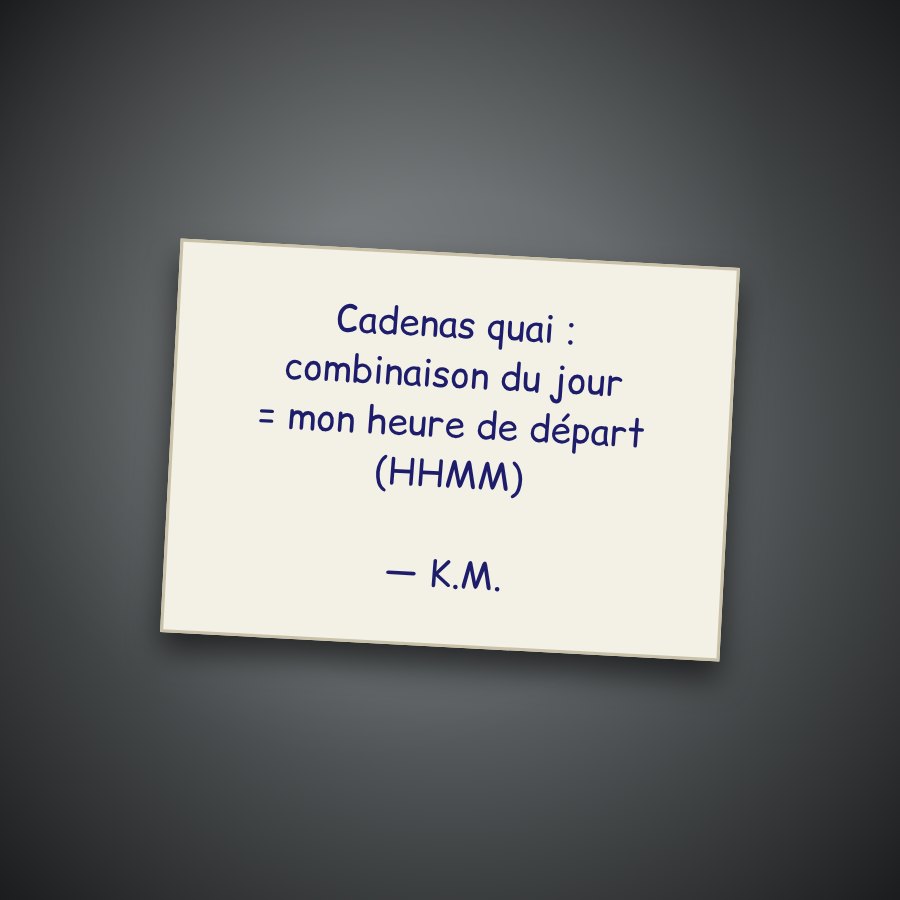 Cadenas quai :
combinaison du jour
= mon heure de départ
(HHMM)
— K.M.